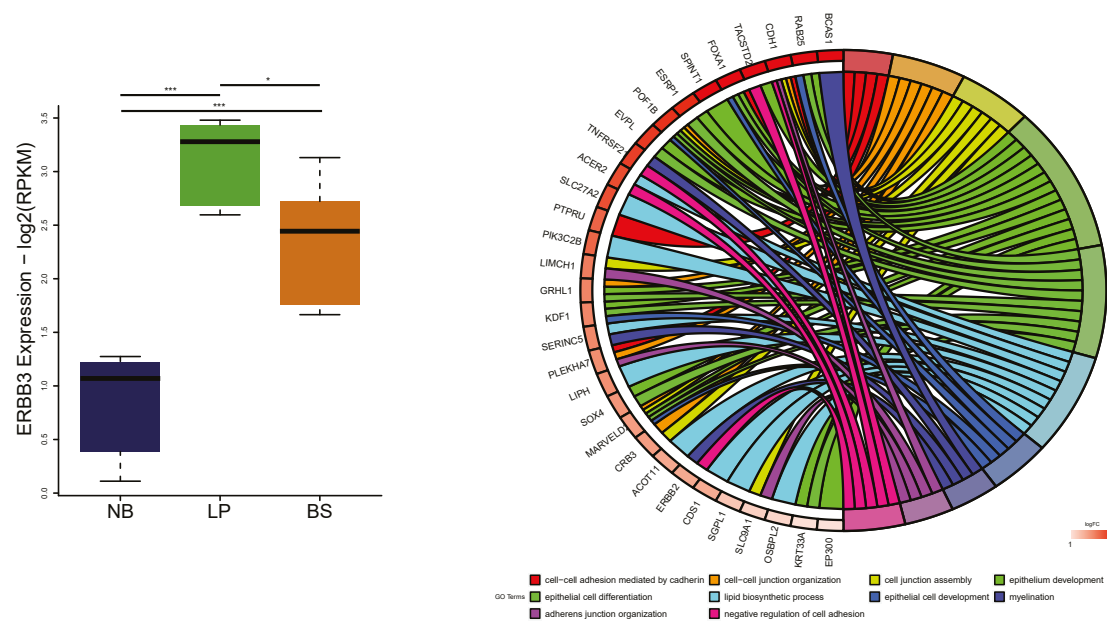 ERBB3 Expression − log2(RPKM)
0.0
0.5
1.0
1.5
2.0
2.5
3.0
3.5
***
*
***
NB
LP
BS
BCAS1
RAB25
CDH1
TACSTD2
FOXA1
SPINT1
ESRP1
POF1B
EVPL
TNFRSF21
ACER2
SLC27A2
PTPRU
PIK3C2B
LIMCH1
GRHL1
KDF1
SERINC5
PLEKHA7
LIPH
SOX4
MARVELD2
CRB3
ACOT11
ERBB2
CDS1
SGPL1
SLC9A1
OSBPL2
KRT33A
EP300
logFC
1
GO Terms
cell−cell adhesion mediated by cadherin
cell−cell junction organization
cell junction assembly
epithelium development
epithelial cell differentiation
lipid biosynthetic process
epithelial cell development
myelination
adherens junction organization
negative regulation of cell adhesion